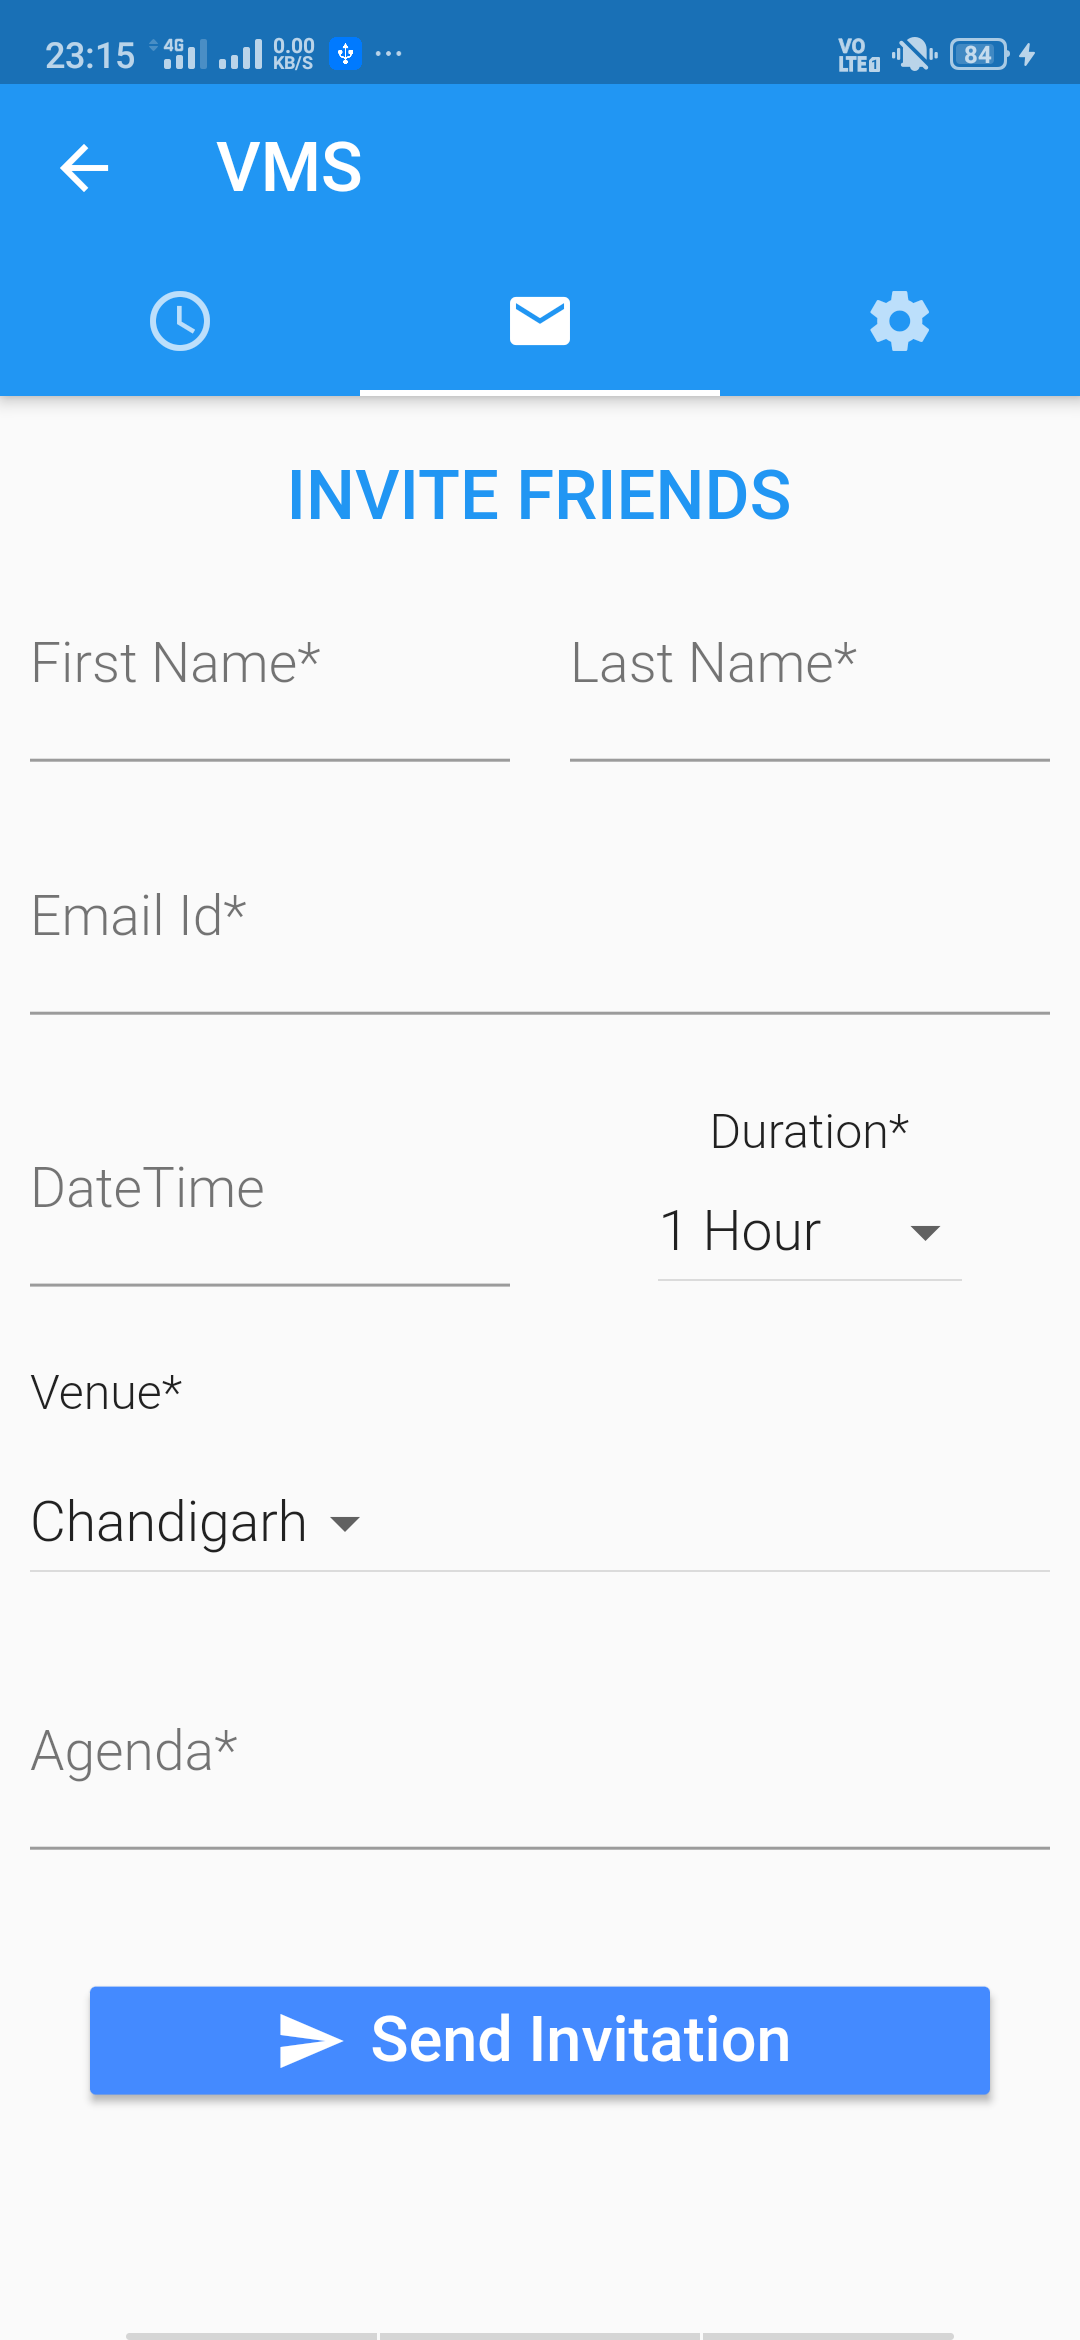 23:15 4G 0.00 KB/S ... VO LTE 1 84
VMS
INVITE FRIENDS
First Name* Last Name*
Email Id*
Duration*
DateTime
1 Hour
Venue*
Chandigarh
Agenda*
Send Invitation